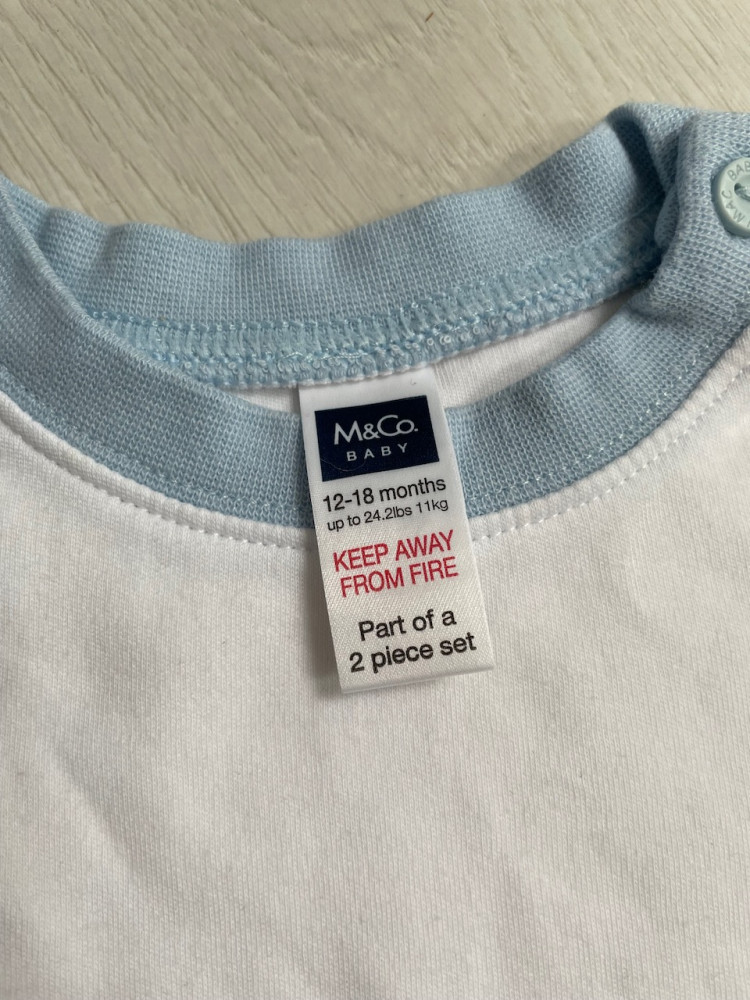 M&Co.
BABY
12-18 months
up to 24.2lbs 11kg
KEEP AWAY
FROM FIRE
Part of a
2 piece set